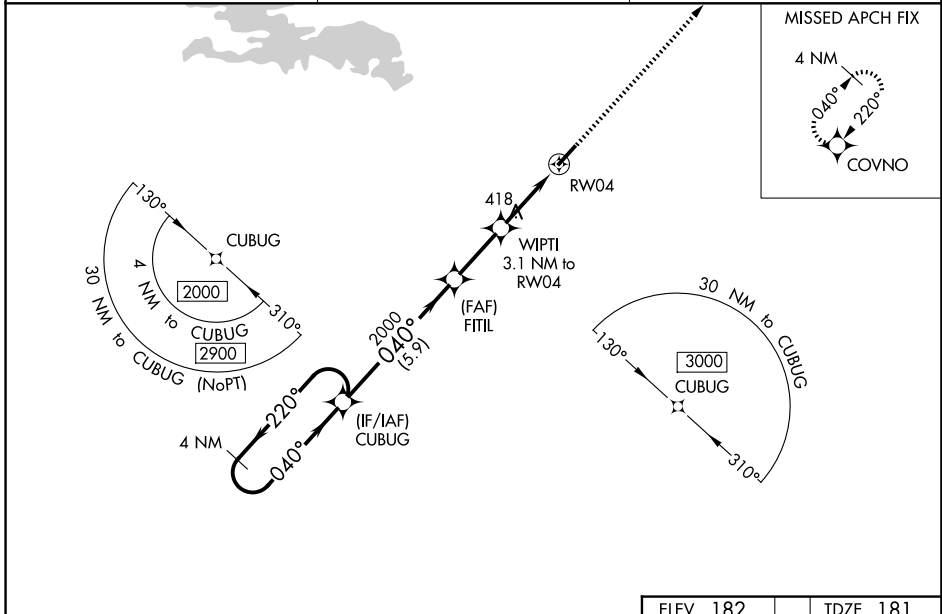 MISSED APCH FIX
4 NM
040°
220°
COVNO
RW04
418
WIPTI
3.1 NM to
RW04
(FAF)
FITIL
2000
040°
(5.9)
(IF/IAF)
CUBUG
220°
040°
4 NM
130°
CUBUG
2000
4 NM to CUBUG
310°
2900
30 NM to CUBUG (NoPT)
30 NM to CUBUG
130°
3000
CUBUG
310°
ELEV 182
TDZE 181